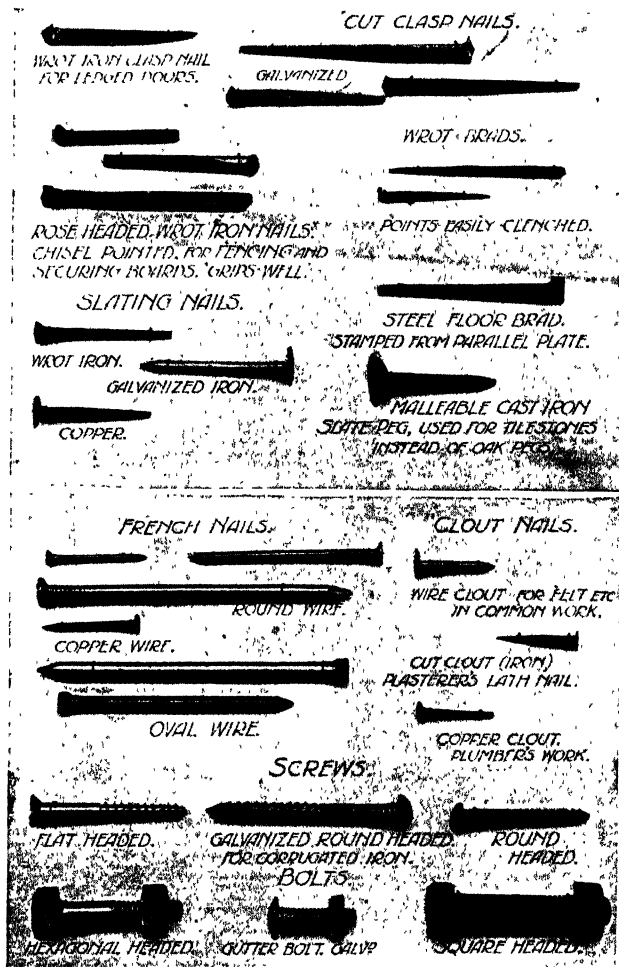 CUT CLASP NAILS.
WROT IRON CLASP NAIL
FOR LEDGED DOORS.
GALVANIZED
WROT BRADS.
ROSE HEADED WROT IRON NAILS.
CHISEL POINTED, FOR FENCING AND
SECURING BOARDS. GRIPS WELL.
POINTS EASILY CLENCHED.
SLATING NAILS.
WROT IRON.
GALVANIZED IRON.
COPPER.
STEEL FLOOR BRAD.
STAMPED FROM PARALLEL PLATE.
MALLEABLE CAST IRON
SLATE PEG, USED FOR TILESTONES
INSTEAD OF OAK PEGS.
FRENCH NAILS.
ROUND WIRE.
COPPER WIRE.
OVAL WIRE.
CLOUT NAILS.
WIRE CLOUT FOR FELT ETC
IN COMMON WORK.
CUT CLOUT (IRON)
PLASTERER'S LATH NAIL.
COPPER CLOUT.
PLUMBER'S WORK.
SCREWS.
FLAT HEADED.
GALVANIZED ROUND HEADED
FOR CORRUGATED IRON.
ROUND
HEADED.
BOLTS
HEXAGONAL HEADED.
GUTTER BOLT. GALVD
SQUARE HEADED.